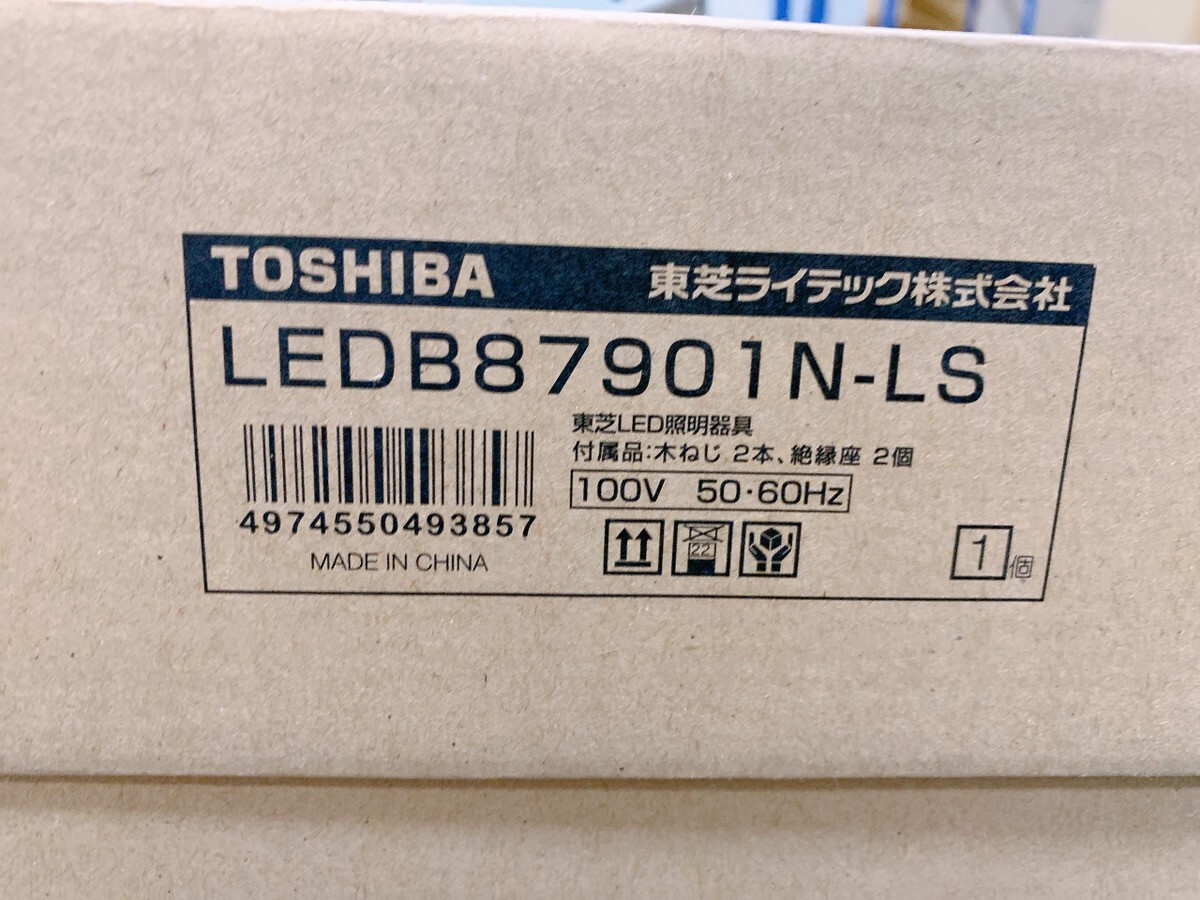 TOSHIBA 東芝ライテック株式会社
LEDB87901N-LS
東芝LED照明器具
付属品:木ねじ 2本、絶縁座 2個
100V 50・60Hz
4974550493857
MADE IN CHINA
22
1個